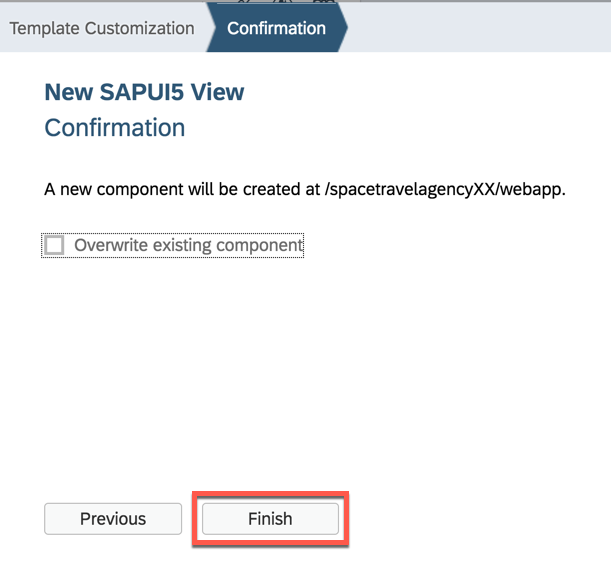 Template Customization
Confirmation
New SAPUI5 View
Confirmation
A new component will be created at /spacetravelagencyXX/webapp.
Overwrite existing component
Previous
Finish